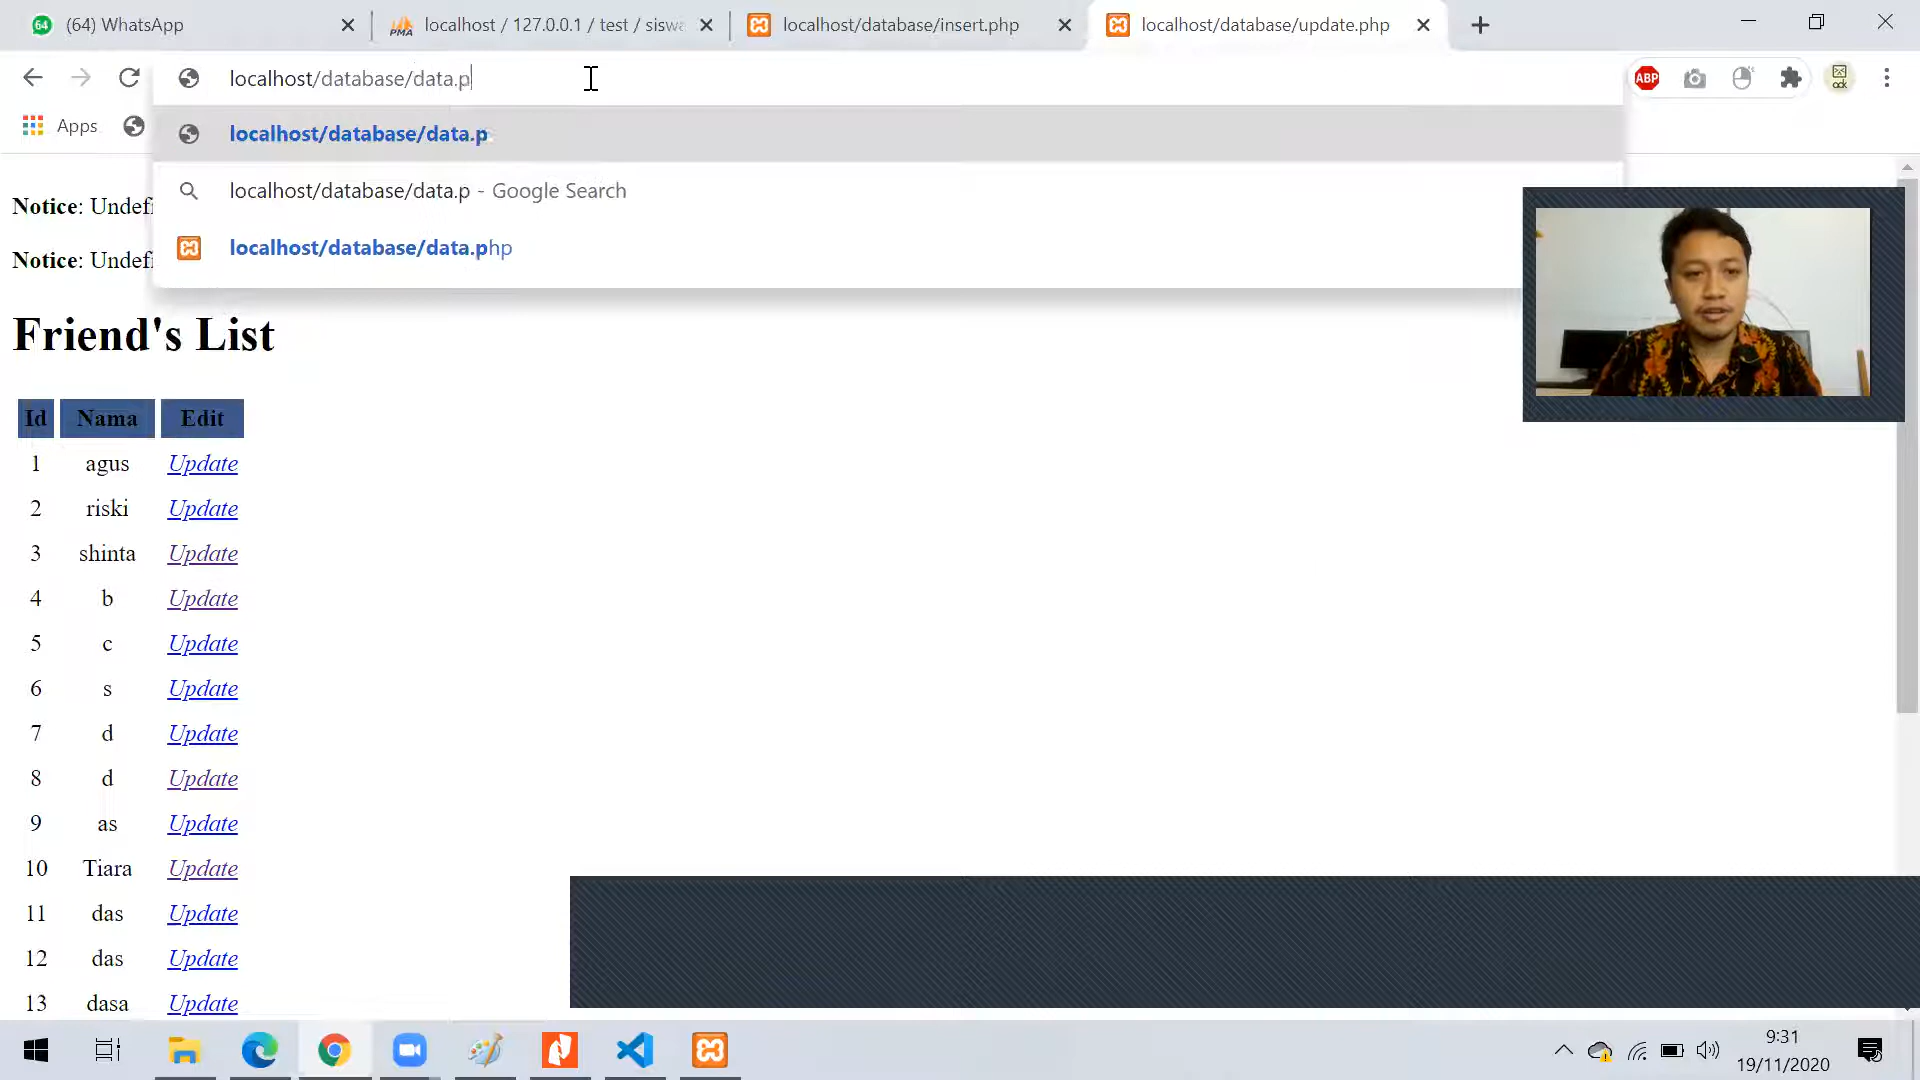 (64) WhatsApp
localhost / 127.0.0.1 / test / sisw
localhost/database/insert.php
localhost/database/update.php
localhost/database/data.p
ABP
ack
Apps
localhost/database/data.p
localhost/database/data.p - Google Search
localhost/database/data.php
Notice: Undefi
Notice: Undefi
Friend's List
Id Nama Edit
1 agus Update
2 riski Update
3 shinta Update
4 b Update
5 c Update
6 s Update
7 d Update
8 d Update
9 as Update
10 Tiara Update
11 das Update
12 das Update
13 dasa Update
9:31
19/11/2020